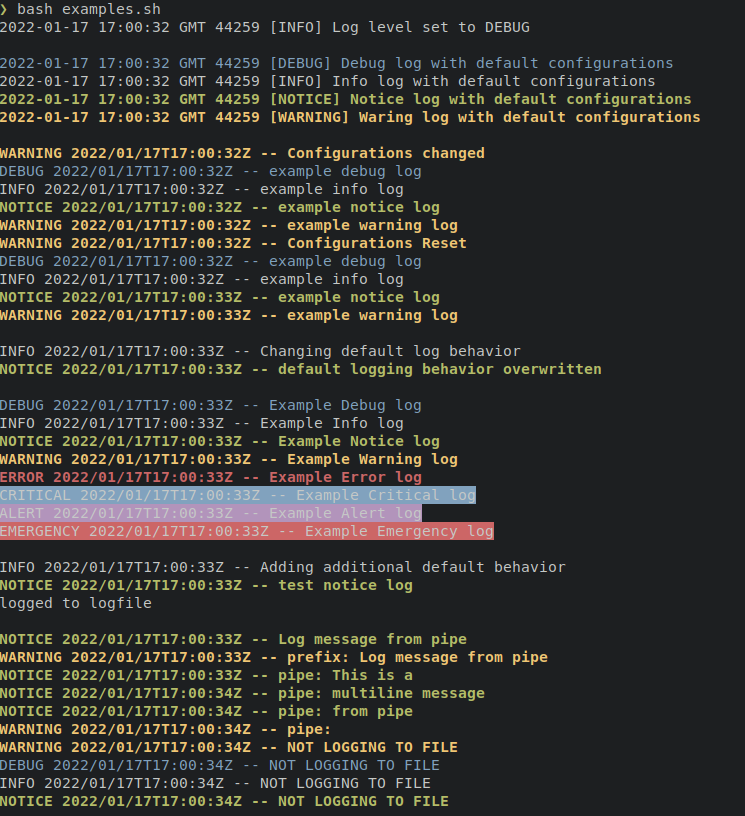 ❯ bash examples.sh
2022-01-17 17:00:32 GMT 44259 [INFO] Log level set to DEBUG
2022-01-17 17:00:32 GMT 44259 [DEBUG] Debug log with default configurations
2022-01-17 17:00:32 GMT 44259 [INFO] Info log with default configurations
2022-01-17 17:00:32 GMT 44259 [NOTICE] Notice log with default configurations
2022-01-17 17:00:32 GMT 44259 [WARNING] Waring log with default configurations
WARNING 2022/01/17T17:00:32Z -- Configurations changed
DEBUG 2022/01/17T17:00:32Z -- example debug log
INFO 2022/01/17T17:00:32Z -- example info log
NOTICE 2022/01/17T17:00:32Z -- example notice log
WARNING 2022/01/17T17:00:32Z -- example warning log
WARNING 2022/01/17T17:00:32Z -- Configurations Reset
DEBUG 2022/01/17T17:00:32Z -- example debug log
INFO 2022/01/17T17:00:32Z -- example info log
NOTICE 2022/01/17T17:00:33Z -- example notice log
WARNING 2022/01/17T17:00:33Z -- example warning log
INFO 2022/01/17T17:00:33Z -- Changing default log behavior
NOTICE 2022/01/17T17:00:33Z -- default logging behavior overwritten
DEBUG 2022/01/17T17:00:33Z -- Example Debug log
INFO 2022/01/17T17:00:33Z -- Example Info log
NOTICE 2022/01/17T17:00:33Z -- Example Notice log
WARNING 2022/01/17T17:00:33Z -- Example Warning log
ERROR 2022/01/17T17:00:33Z -- Example Error log
CRITICAL 2022/01/17T17:00:33Z -- Example Critical log
ALERT 2022/01/17T17:00:33Z -- Example Alert log
EMERGENCY 2022/01/17T17:00:33Z -- Example Emergency log
INFO 2022/01/17T17:00:33Z -- Adding additional default behavior
NOTICE 2022/01/17T17:00:33Z -- test notice log
logged to logfile
NOTICE 2022/01/17T17:00:33Z -- Log message from pipe
WARNING 2022/01/17T17:00:33Z -- prefix: Log message from pipe
NOTICE 2022/01/17T17:00:33Z -- pipe: This is a
NOTICE 2022/01/17T17:00:34Z -- pipe: multiline message
NOTICE 2022/01/17T17:00:34Z -- pipe: from pipe
WARNING 2022/01/17T17:00:34Z -- pipe:
WARNING 2022/01/17T17:00:34Z -- NOT LOGGING TO FILE
DEBUG 2022/01/17T17:00:34Z -- NOT LOGGING TO FILE
INFO 2022/01/17T17:00:34Z -- NOT LOGGING TO FILE
NOTICE 2022/01/17T17:00:34Z -- NOT LOGGING TO FILE